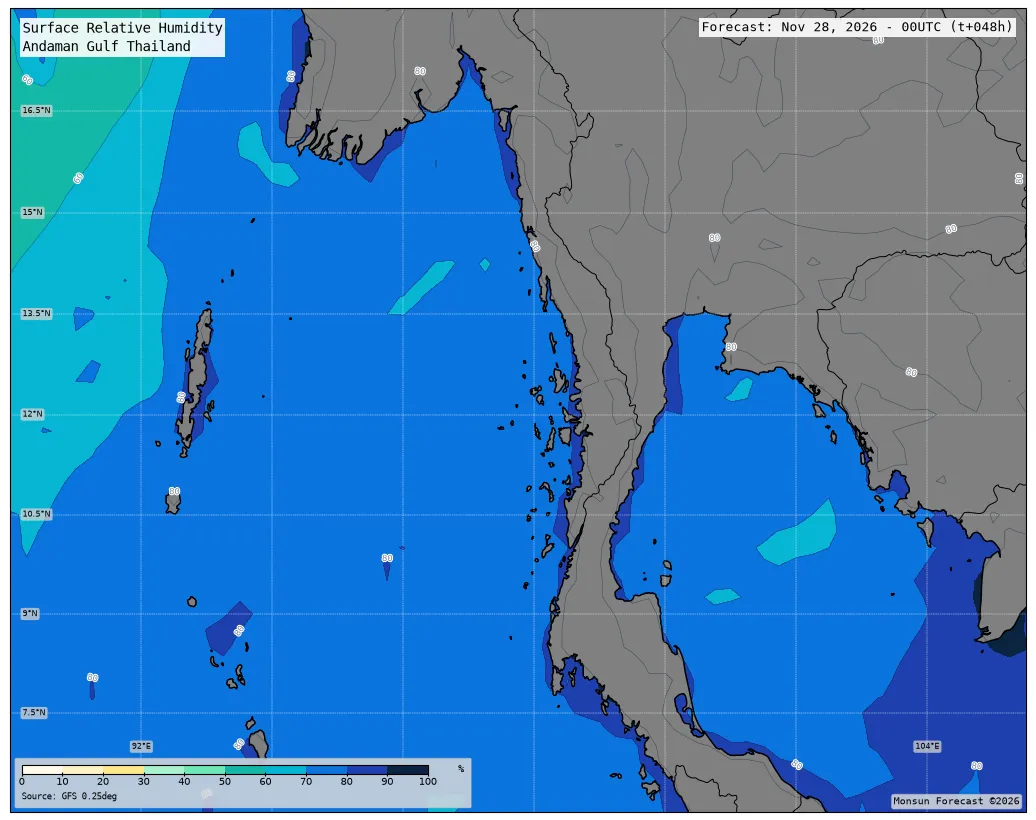 Surface Relative Humidity
Andaman Gulf Thailand
Forecast: Nov 28, 2026 - 00UTC (t+048h)
80
80
80
60
16.5°N
60
80
15°N
80
80
80
13.5°N
80
80
80
12°N
80
10.5°N
80
9°N
80
80
7.5°N
92°E
80
104°E
80
80
0 10 20 30 40 50 60 70 80 90 100 %
Source: GFS 0.25deg
Monsun Forecast ©2026